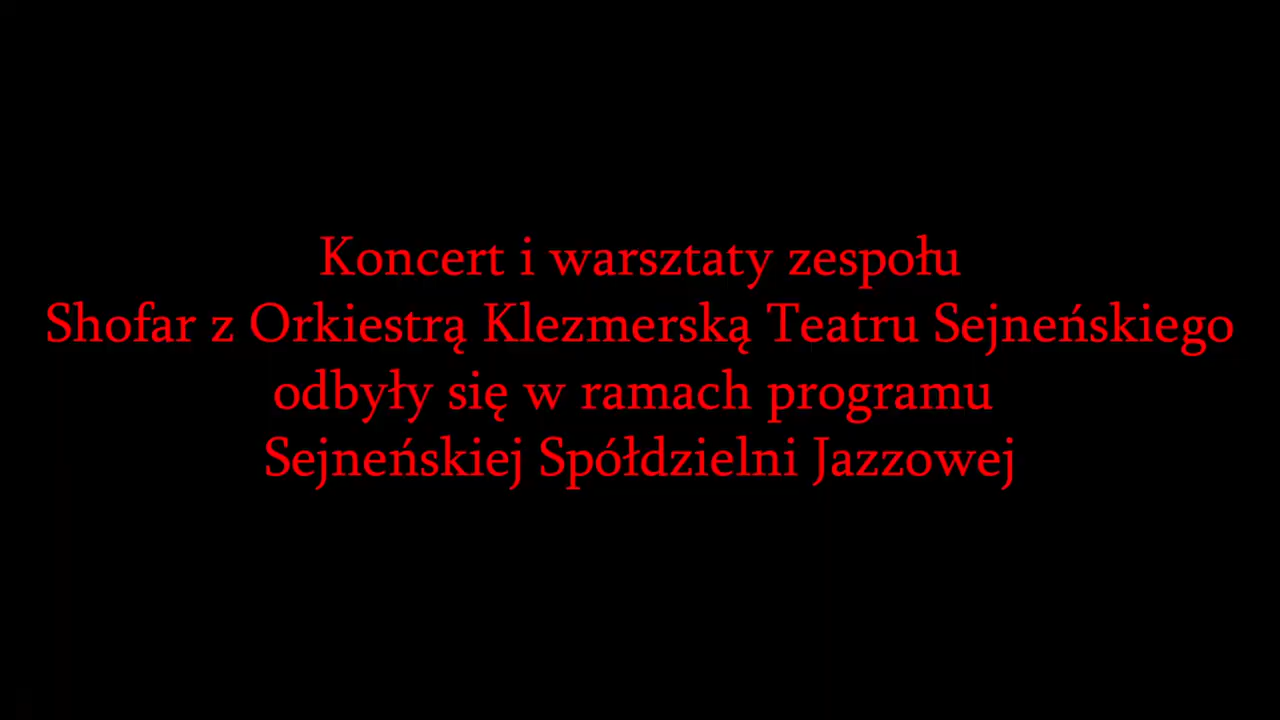 Koncert i warsztaty zespołu
Shofar z Orkiestrą Klezmerską Teatru Sejneńskiego
odbyły się w ramach programu
Sejneńskiej Spółdzielni Jazzowej